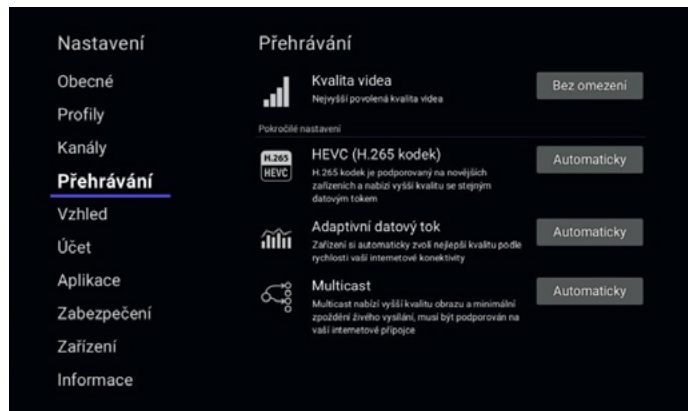 Nastavení
Obecné
Profily
Kanály
Přehrávání
Vzhled
Účet
Aplikace
Zabezpečení
Zařízení
Informace
Přehrávání
Kvalita videa
Nejvyšší povolená kvalita videa
Bez omezení
Pokročilé nastavení
H.265
HEVC
HEVC (H.265 kodek)
H.265 kodek je podporovaný na novějších
zařízeních a nabízí vyšší kvalitu se stejným
datovým tokem
Automaticky
Adaptivní datový tok
Zařízení si automaticky zvolí nejlepší kvalitu podle
rychlosti vaší internetové konektivity
Automaticky
Multicast
Multicast nabízí vyšší kvalitu obrazu a minimální
zpoždění živého vysílání, musí být podporován na
vaší internetové přípojce
Automaticky